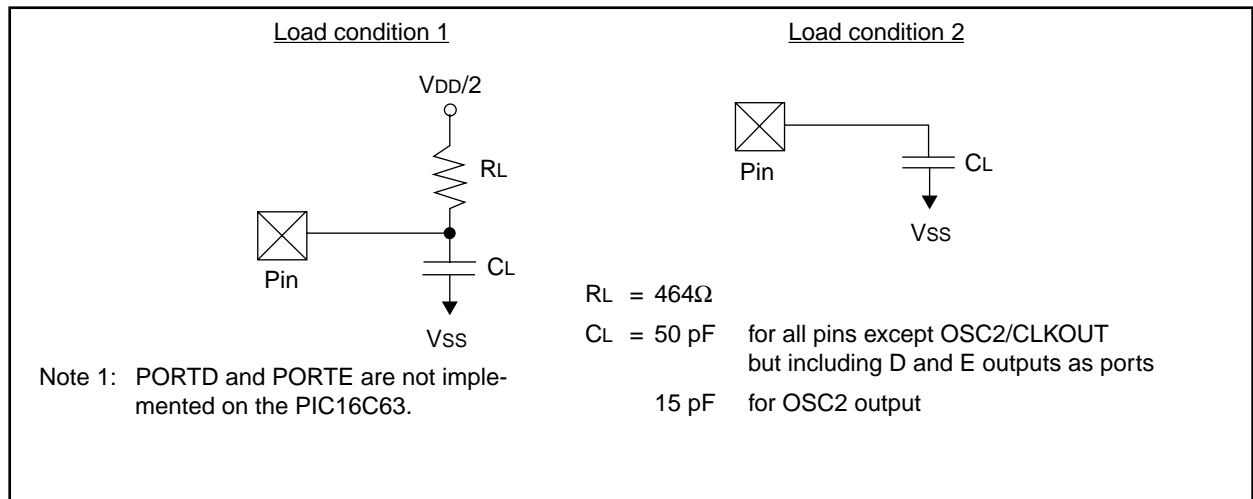 Load condition 1
VDD/2
RL
Pin
CL
VSS
Note 1: PORTD and PORTE are not imple-
mented on the PIC16C63.
Load condition 2
Pin
CL
VSS
RL = 464Ω
CL = 50 pF for all pins except OSC2/CLKOUT
but including D and E outputs as ports
15 pF for OSC2 output